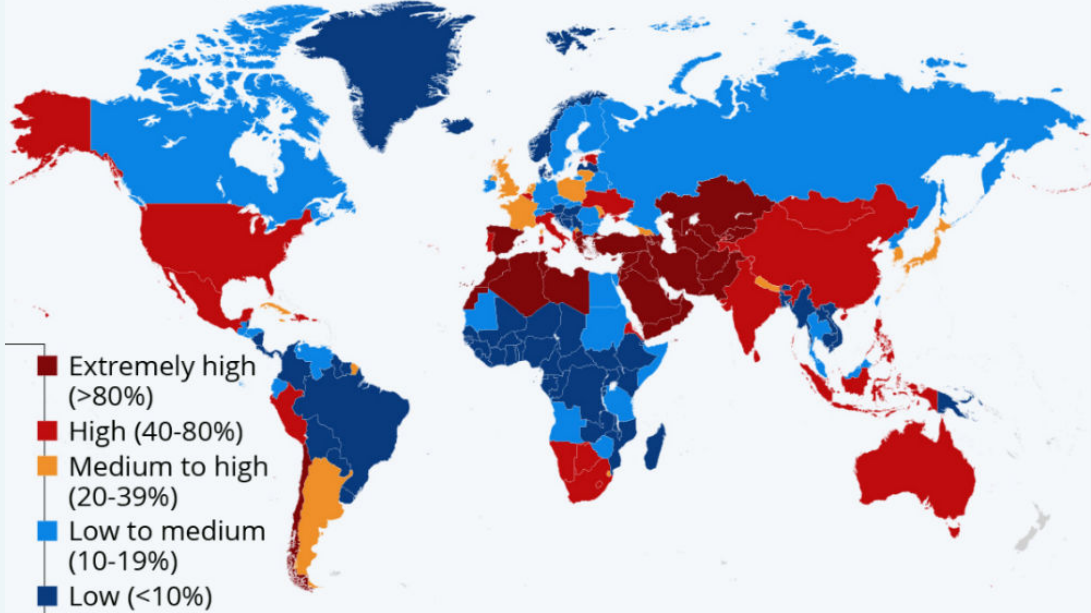 Extremely high
(>80%)
High (40-80%)
Medium to high
(20-39%)
Low to medium
(10-19%)
Low (<10%)